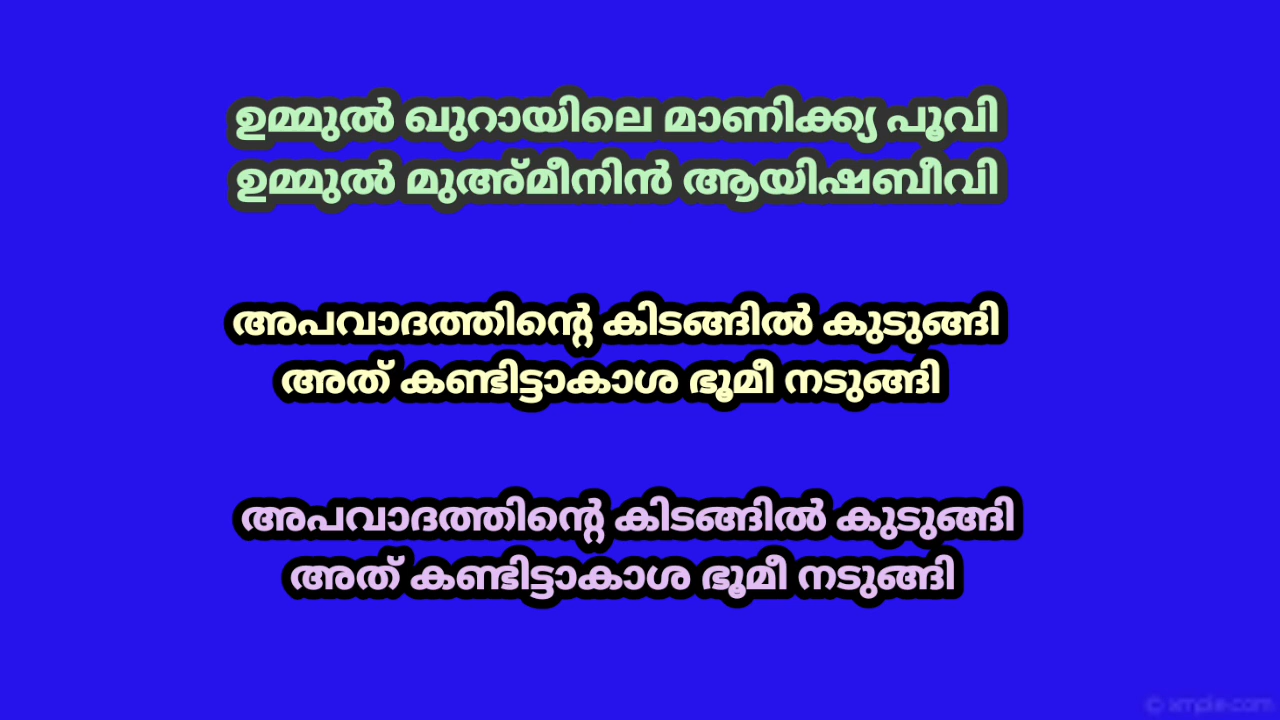 ഉമ്മുൽ ഖുറായിലെ മാണിക്ക്യ പൂവി
ഉമ്മുൽ മുഅ്മീനിൻ ആയിഷബീവി
അപവാദത്തിന്റെ കിടങ്ങിൽ കുടുങ്ങി
അത് കണ്ടിട്ടാകാശ ഭൂമീ നടുങ്ങി
അപവാദത്തിന്റെ കിടങ്ങിൽ കുടുങ്ങി
അത് കണ്ടിട്ടാകാശ ഭൂമീ നടുങ്ങി